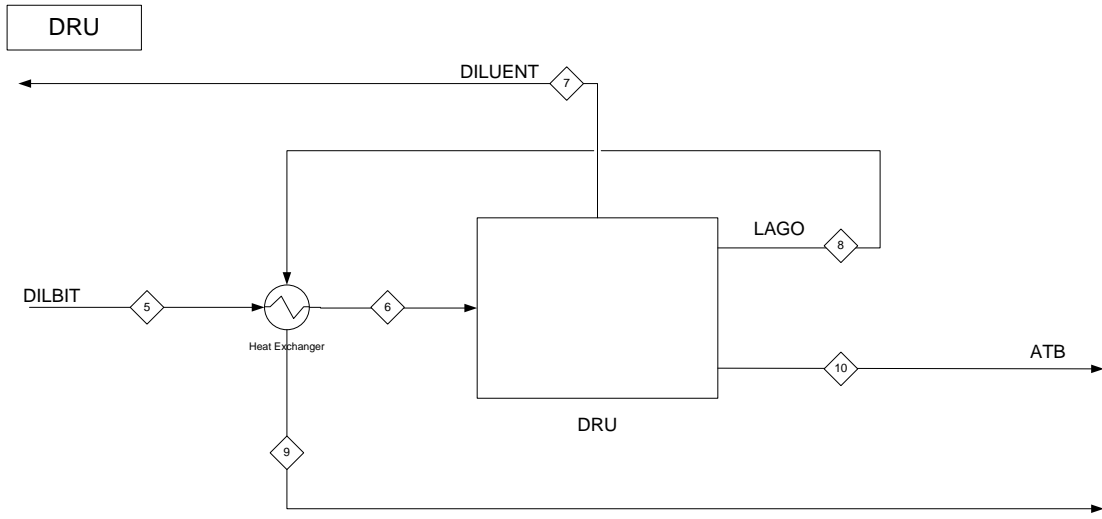 DRU
DILUENT
7
LAGO
8
DILBIT
5
6
Heat Exchanger
ATB
10
DRU
9